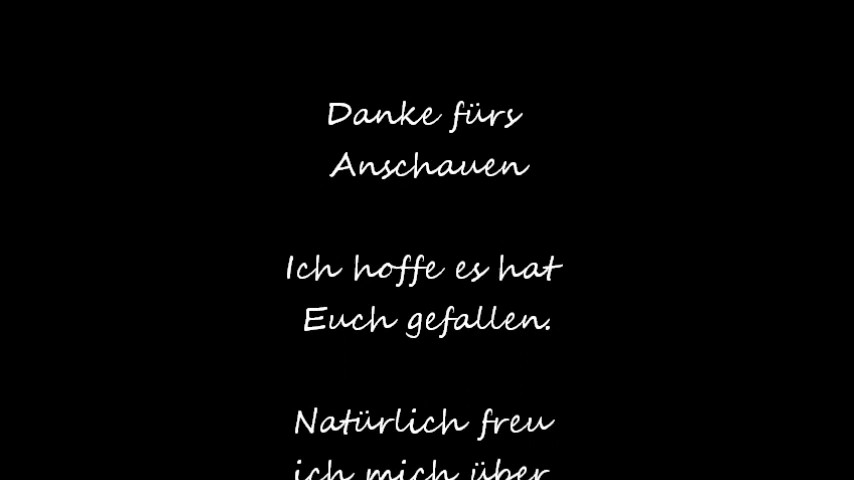 Danke fürs
Anschauen
Ich hoffe es hat
Euch gefallen.
Natürlich freu
ich mich über